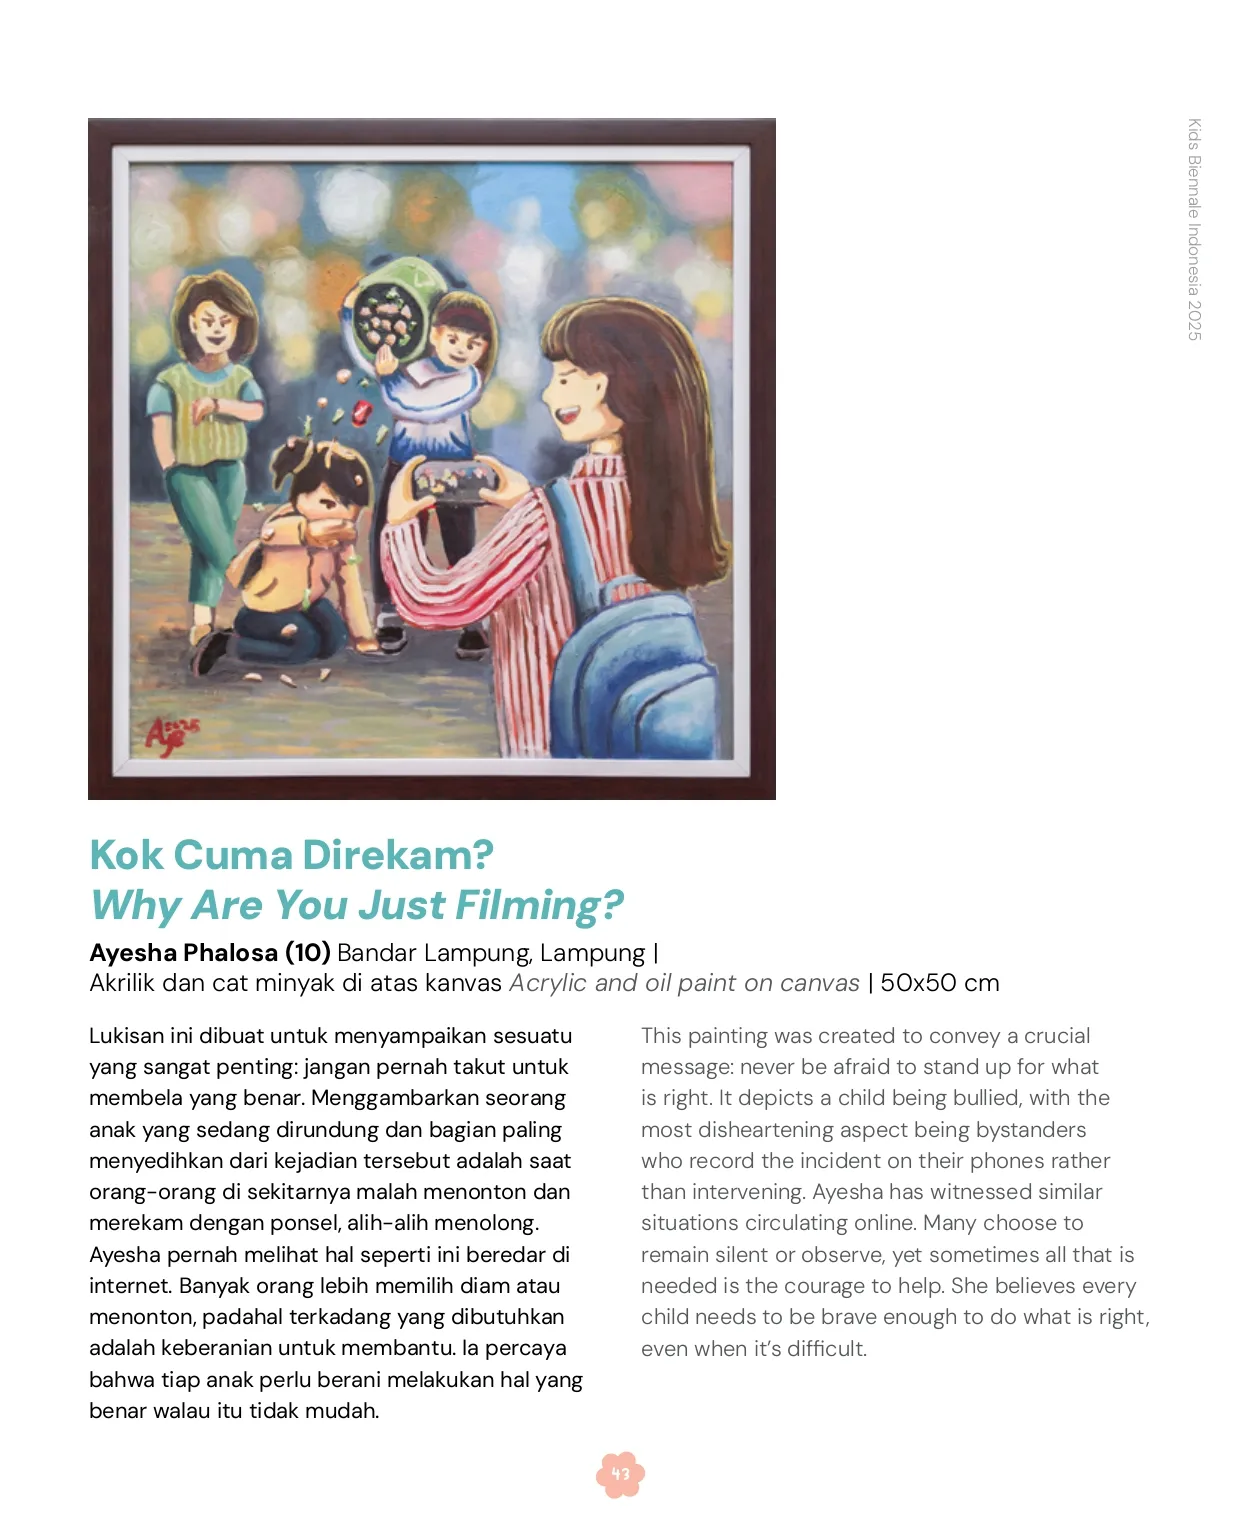 Kids Biennale Indonesia 2025
Aye 2025
Kok Cuma Direkam?
Why Are You Just Filming?
Ayesha Phalosa (10) Bandar Lampung, Lampung |
Akrilik dan cat minyak di atas kanvas Acrylic and oil paint on canvas | 50x50 cm
Lukisan ini dibuat untuk menyampaikan sesuatu
yang sangat penting: jangan pernah takut untuk
membela yang benar. Menggambarkan seorang
anak yang sedang dirundung dan bagian paling
menyedihkan dari kejadian tersebut adalah saat
orang-orang di sekitarnya malah menonton dan
merekam dengan ponsel, alih-alih menolong.
Ayesha pernah melihat hal seperti ini beredar di
internet. Banyak orang lebih memilih diam atau
menonton, padahal terkadang yang dibutuhkan
adalah keberanian untuk membantu. Ia percaya
bahwa tiap anak perlu berani melakukan hal yang
benar walau itu tidak mudah.
This painting was created to convey a crucial
message: never be afraid to stand up for what
is right. It depicts a child being bullied, with the
most disheartening aspect being bystanders
who record the incident on their phones rather
than intervening. Ayesha has witnessed similar
situations circulating online. Many choose to
remain silent or observe, yet sometimes all that is
needed is the courage to help. She believes every
child needs to be brave enough to do what is right,
even when it's difficult.
43